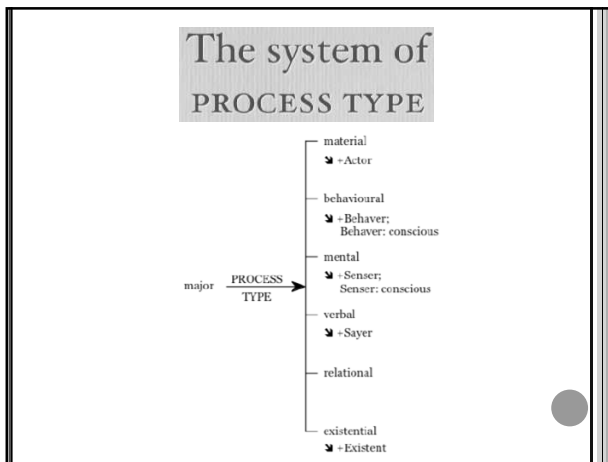 The system of
PROCESS TYPE
material
+Actor
behavioural
+Behaver;
Behaver: conscious
mental
+Senser;
Senser: conscious
major
PROCESS
TYPE
verbal
+Sayer
relational
existential
+Existent